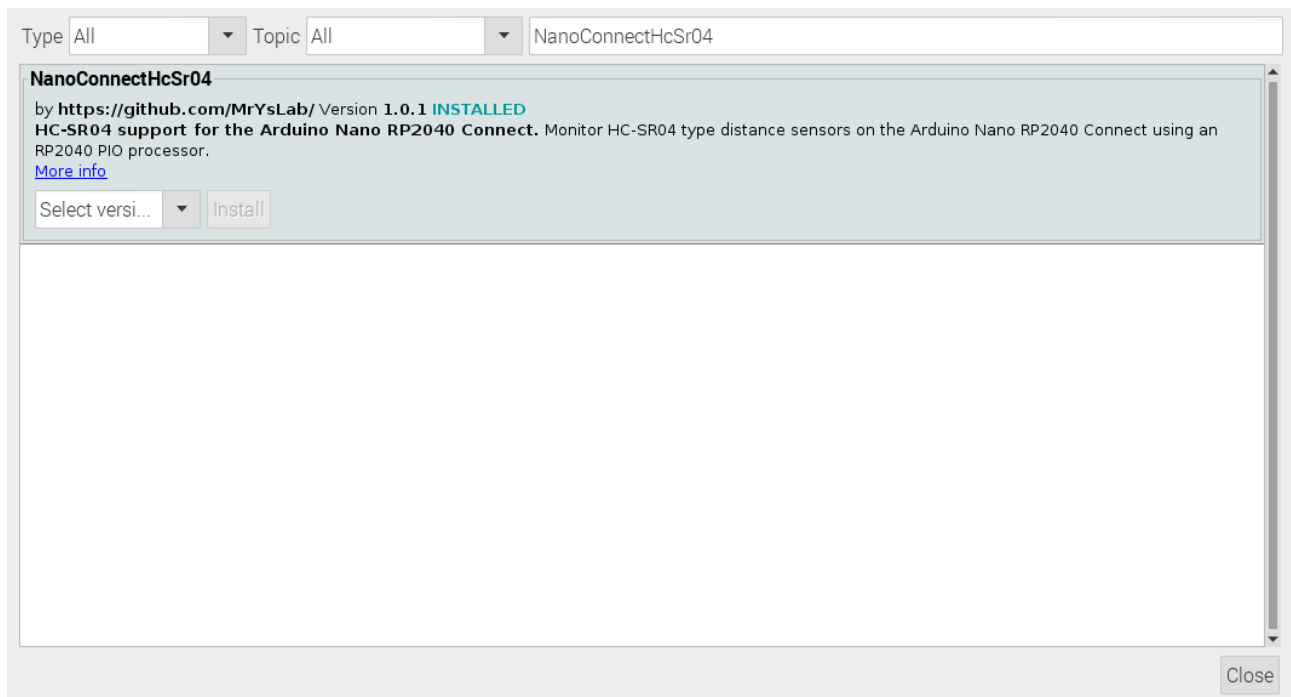 Type All Topic All NanoConnectHcSr04
NanoConnectHcSr04
by https://github.com/MrYsLab/ Version 1.0.1 INSTALLED
HC-SR04 support for the Arduino Nano RP2040 Connect. Monitor HC-SR04 type distance sensors on the Arduino Nano RP2040 Connect using an
RP2040 PIO processor.
More info
Select versi... Install
Close